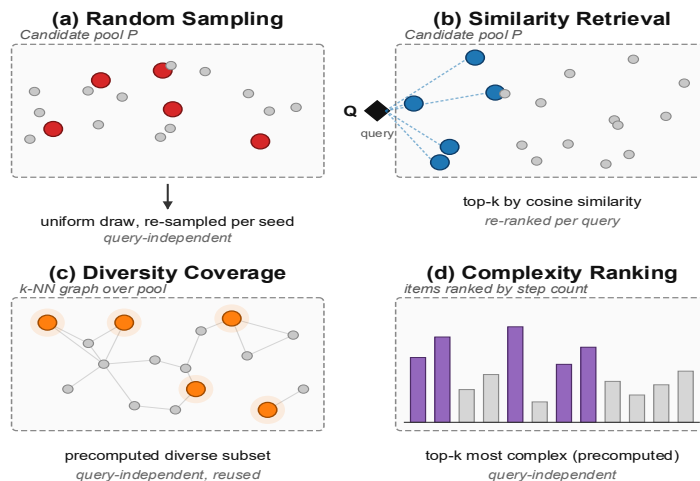 (a) Random Sampling
Candidate pool P
uniform draw, re-sampled per seed
query-independent
(b) Similarity Retrieval
Candidate pool P
Q
query
top-k by cosine similarity
re-ranked per query
(c) Diversity Coverage
k-NN graph over pool
precomputed diverse subset
query-independent, reused
(d) Complexity Ranking
items ranked by step count
top-k most complex (precomputed)
query-independent